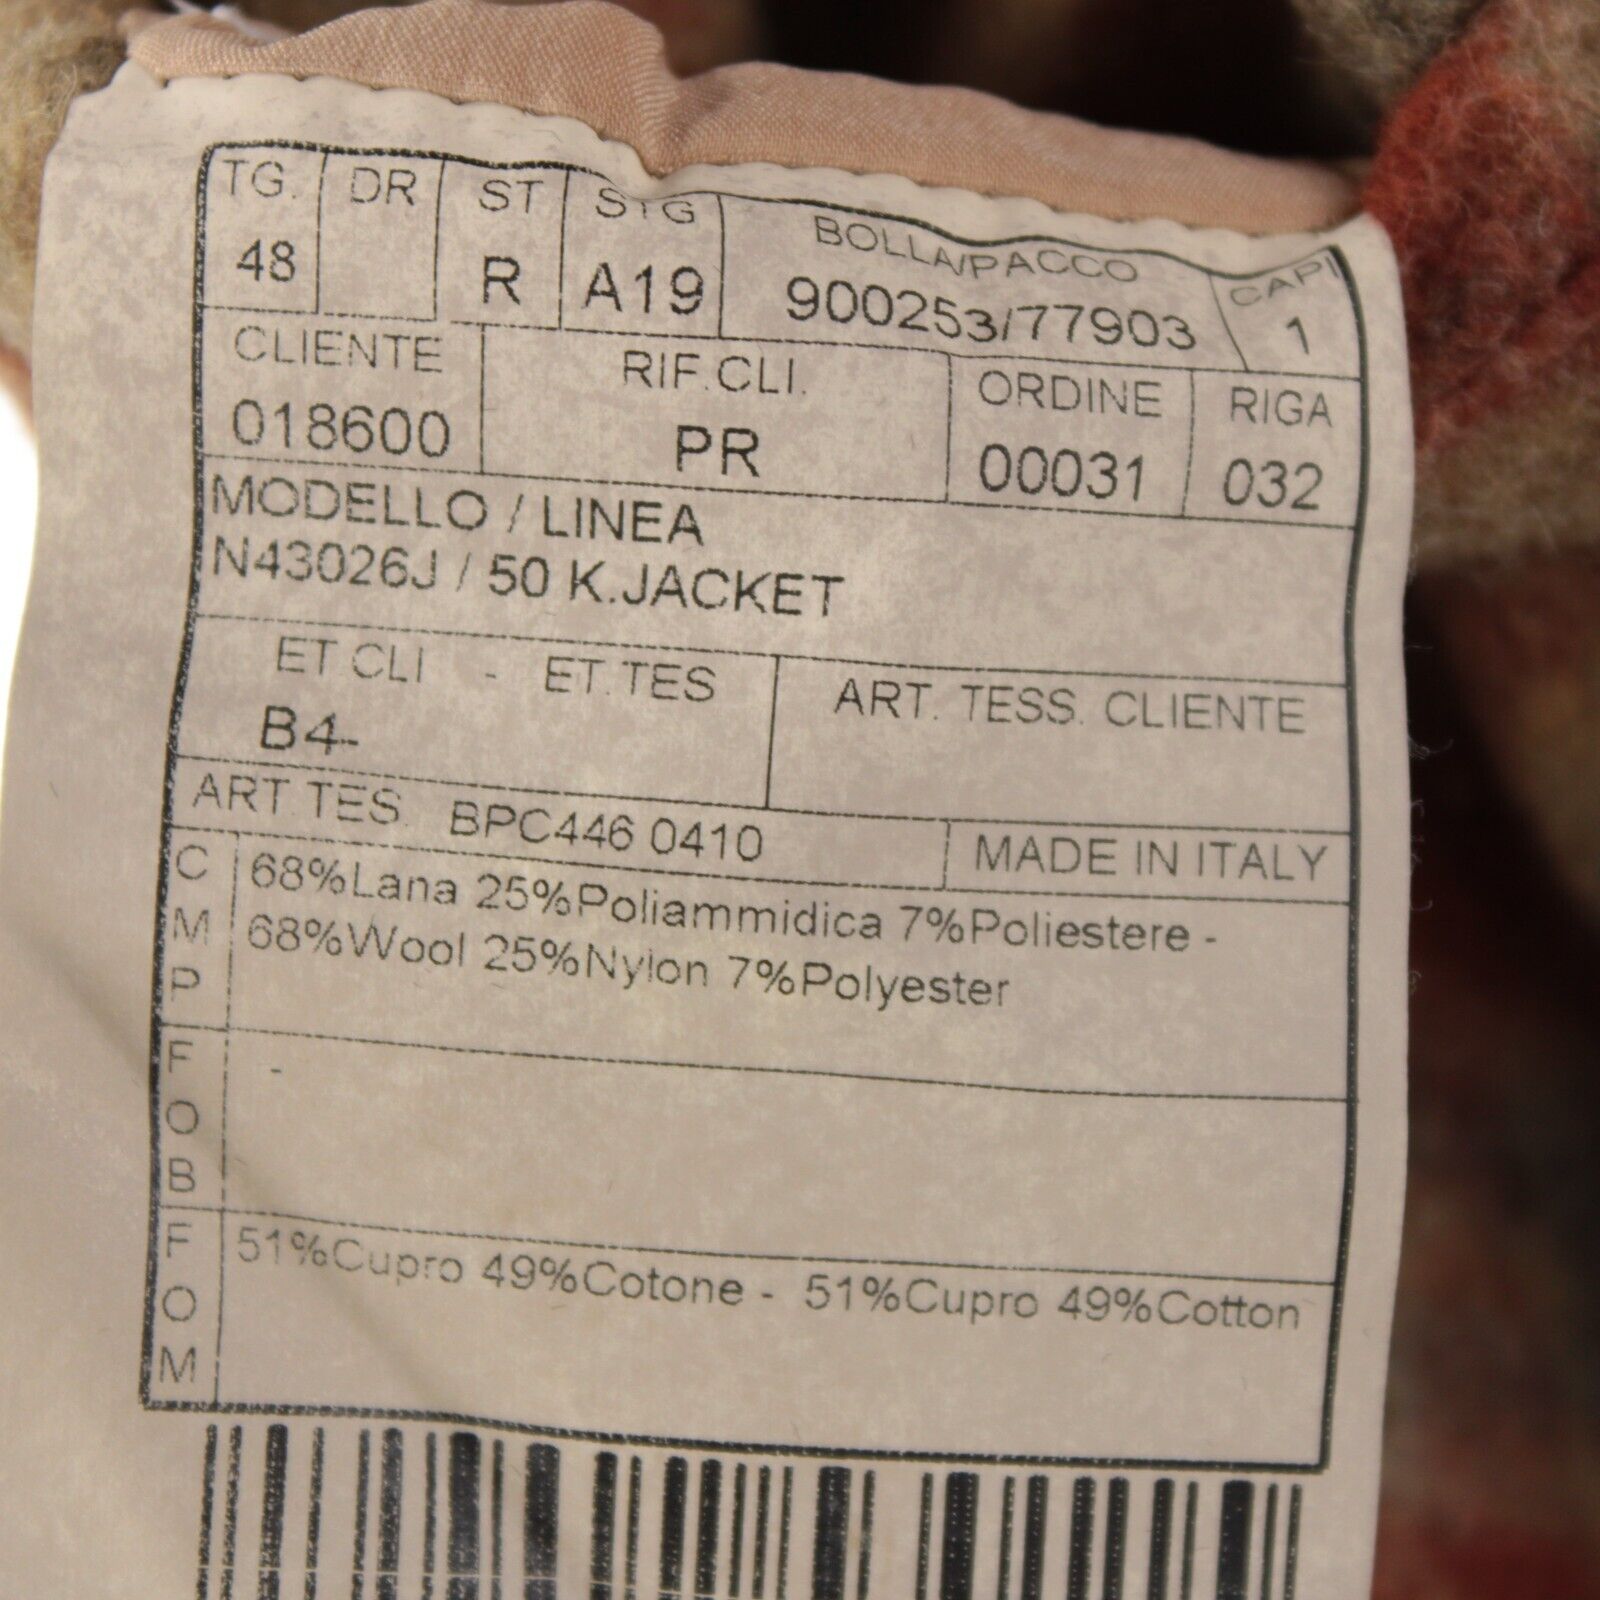 TG. DR ST STG BOLLA/PACCO CAPI
48 R A19 900253/77903 1
CLIENTE RIF.CLI. ORDINE RIGA
018600 PR 00031 032
MODELLO / LINEA
N43026J / 50 K.JACKET
ET CLI - ET.TES ART. TESS. CLIENTE
B4-
ART.TES. BPC446 0410 MADE IN ITALY
CMP
68%Lana 25%Poliammidica 7%Poliestere -
68%Wool 25%Nylon 7%Polyester
FOB
-
FOM
51%Cupro 49%Cotone - 51%Cupro 49%Cotton